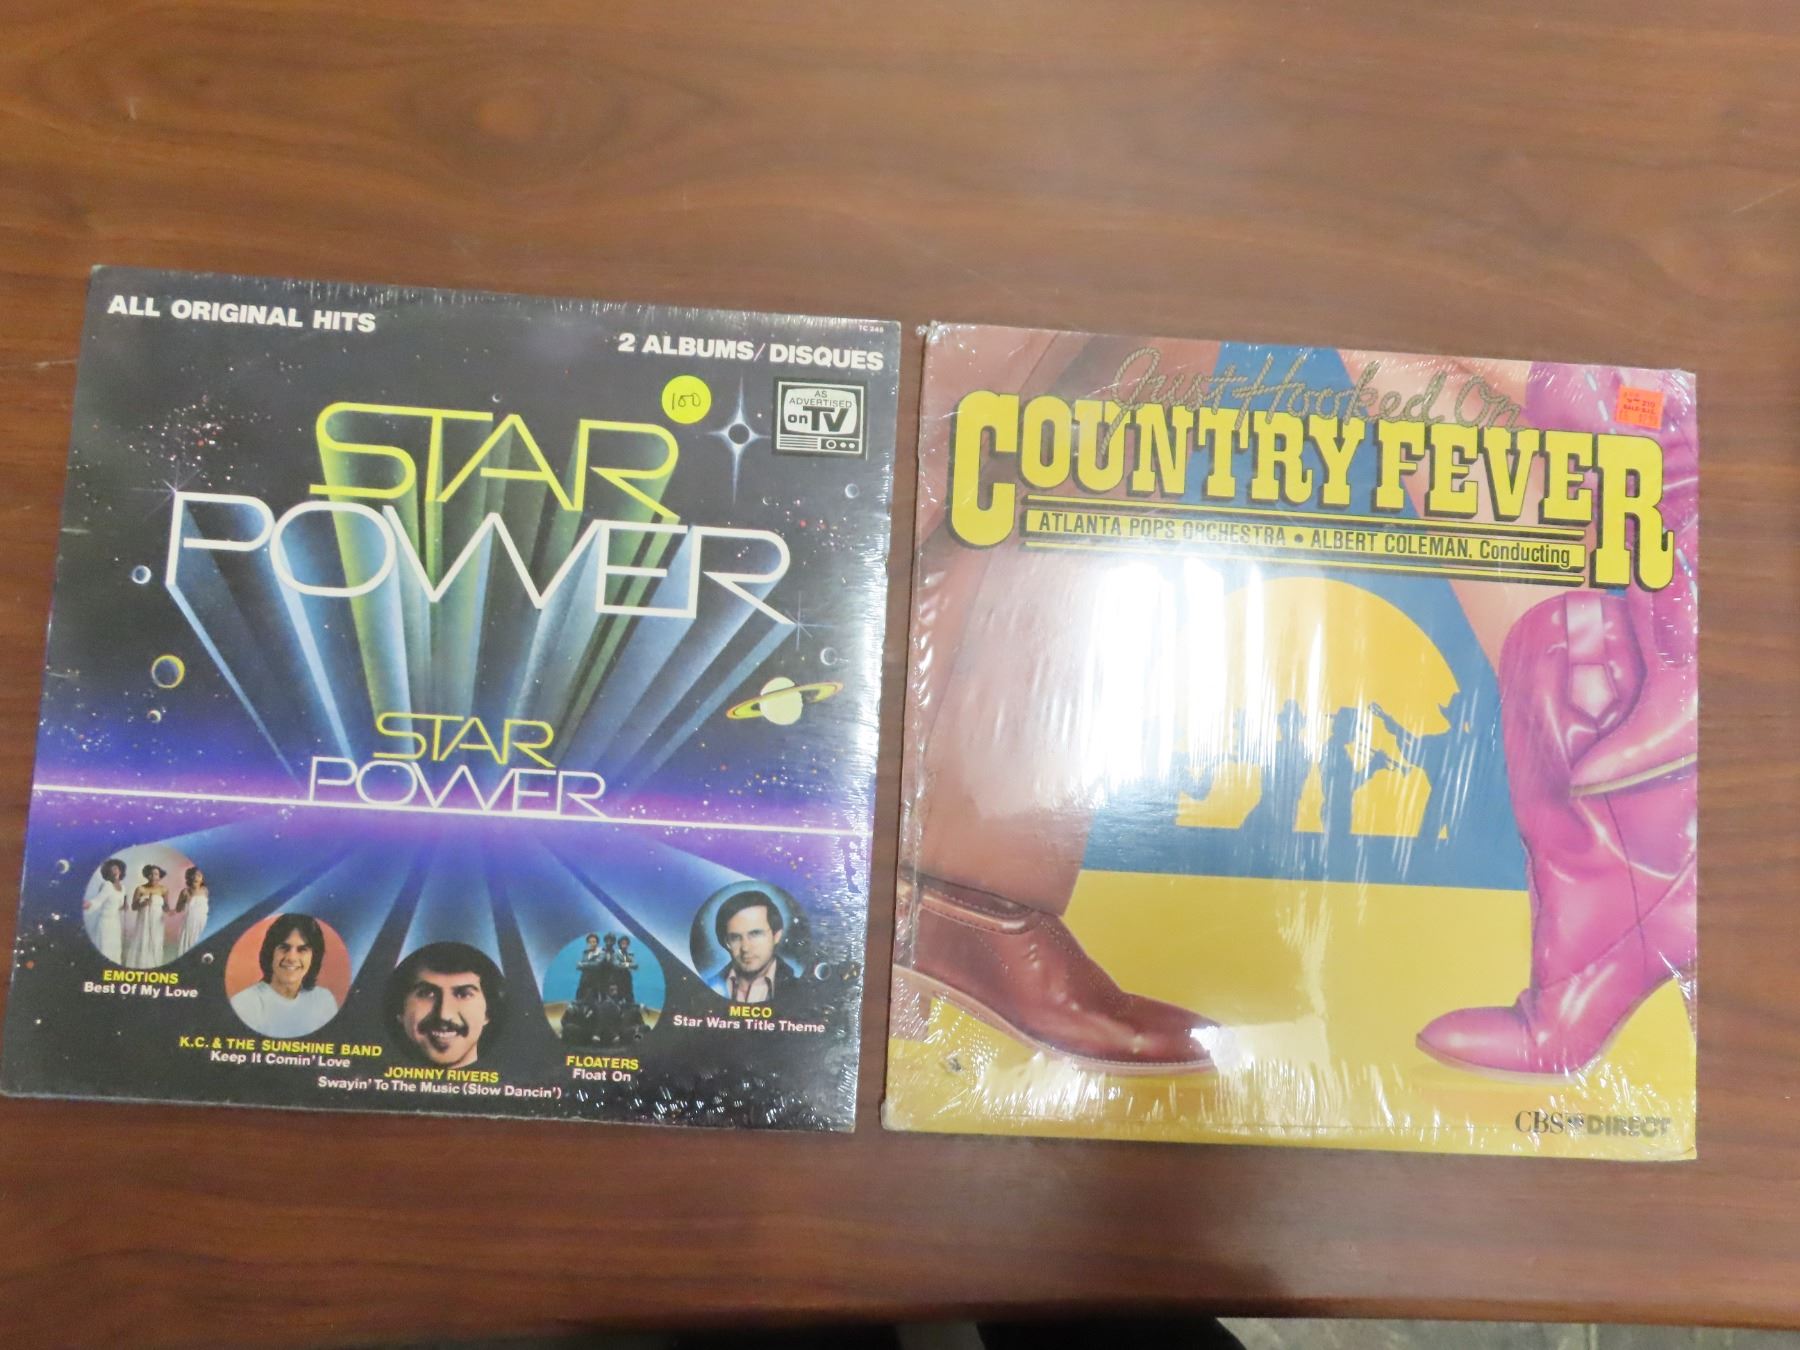 ALL ORIGINAL HITS
TC 245
2 ALBUMS/DISQUES
100
AS
ADVERTISED
on TV
STAR
POWER
STAR
POWER
EMOTIONS
Best Of My Love
K.C. & THE SUNSHINE BAND
Keep It Comin' Love
JOHNNY RIVERS
Swayin' To The Music (Slow Dancin')
FLOATERS
Float On
MECO
Star Wars Title Theme
Just Hooked On
COUNTRY FEVER
ATLANTA POPS ORCHESTRA • ALBERT COLEMAN, Conducting
CBS DIRECT